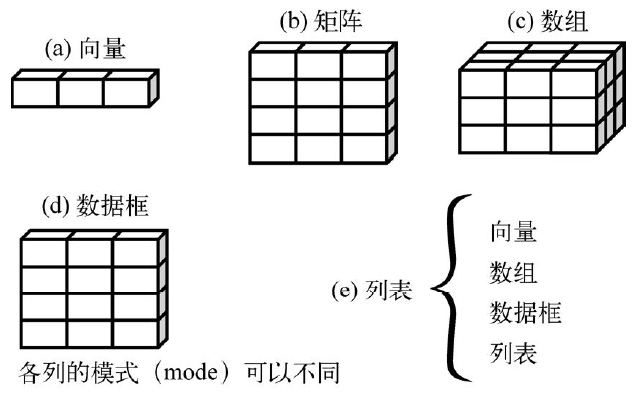 (a) 向量
(b) 矩阵
(c) 数组
(d) 数据框
各列的模式（mode）可以不同
(e) 列表
向量
数组
数据框
列表